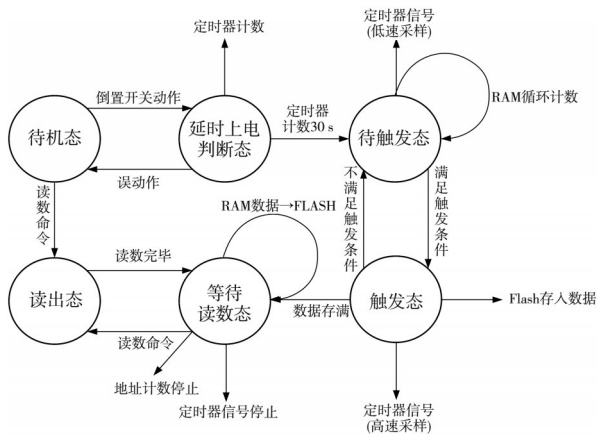 定时器计数
定时器信号
(低速采样)
倒置开关动作
定时器
计数30 s
RAM循环计数
待机态
延时上电
判断态
待触发态
误动作
读数命令
不满足触发条件
满足触发条件
RAM数据→FLASH
读数完毕
读出态
等待
读数态
触发态
数据存满
Flash存入数据
读数命令
地址计数停止
定时器信号停止
定时器信号
(高速采样)